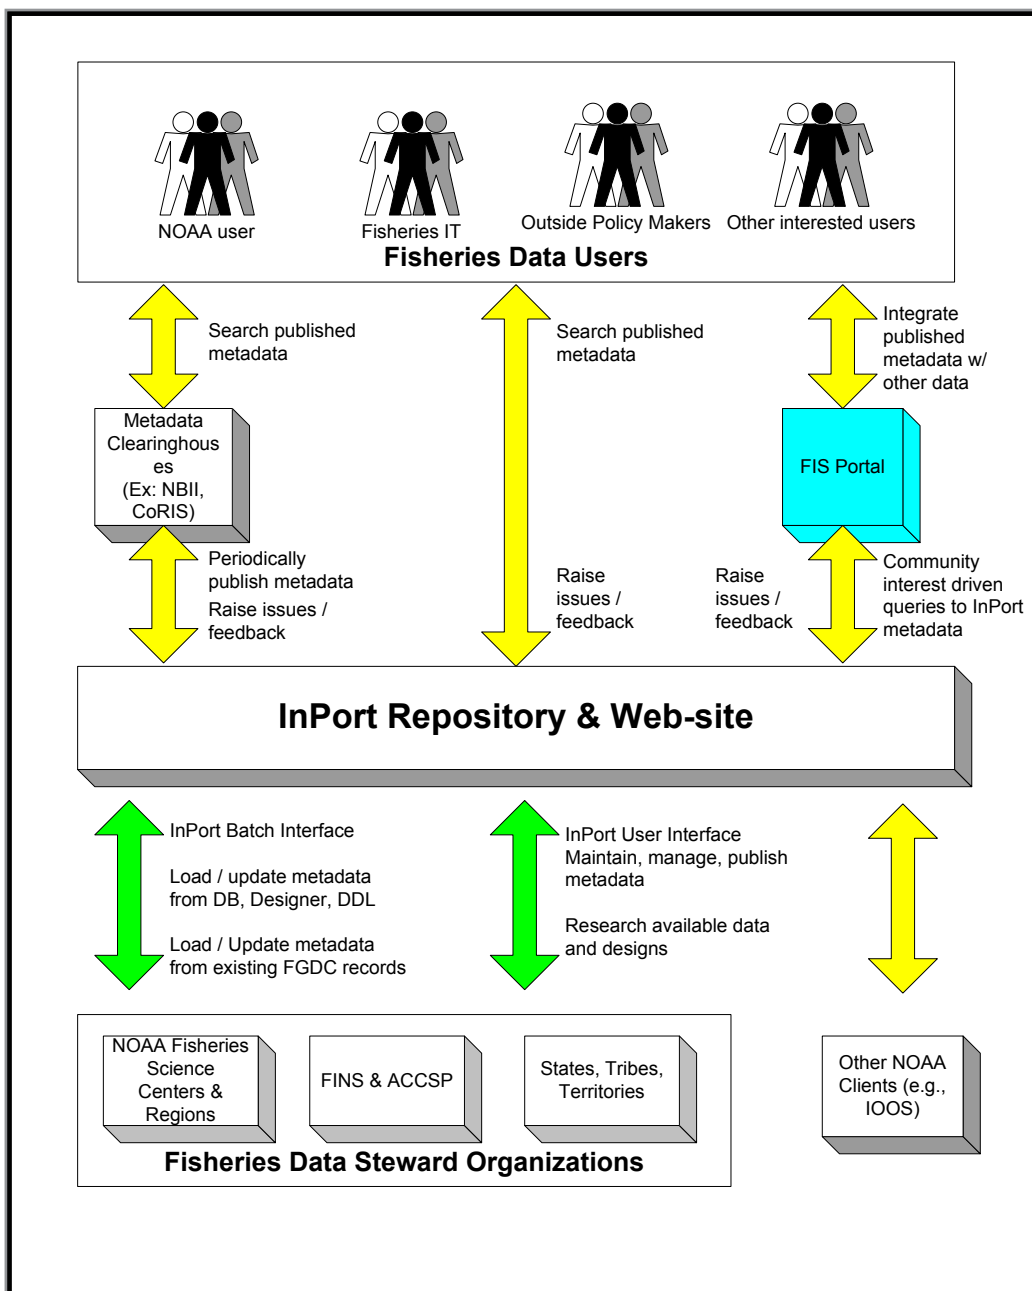 NOAA user
Fisheries IT
Outside Policy Makers
Other interested users
Fisheries Data Users
Search published
metadata
Search published
metadata
Integrate
published
metadata w/
other data
Metadata
Clearinghous
es
(Ex: NBII,
CoRIS)
FIS Portal
Periodically
publish metadata
Raise issues /
feedback
Raise
issues /
feedback
Raise
issues /
feedback
Community
interest driven
queries to InPort
metadata
InPort Repository & Web-site
InPort Batch Interface
Load / update metadata
from DB, Designer, DDL
Load / Update metadata
from existing FGDC records
InPort User Interface
Maintain, manage, publish
metadata
Research available data
and designs
NOAA Fisheries
Science
Centers &
Regions
FINS & ACCSP
States, Tribes,
Territories
Other NOAA
Clients (e.g.,
IOOS)
Fisheries Data Steward Organizations